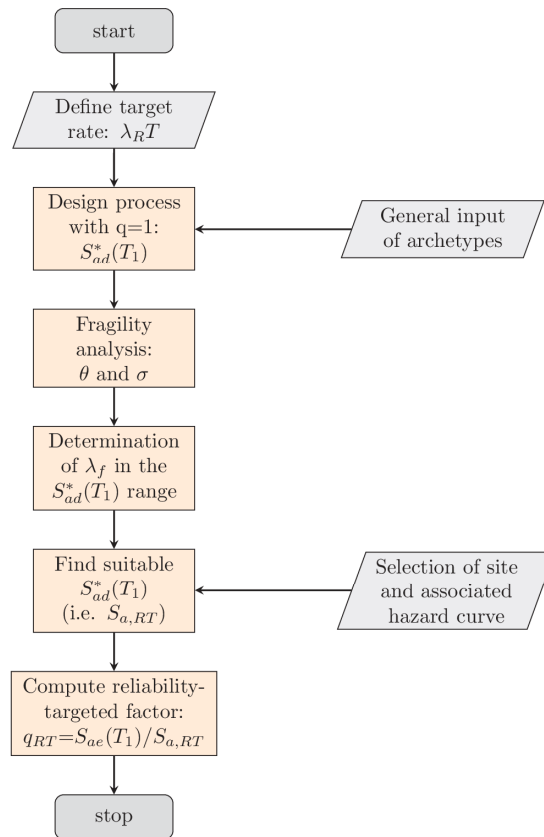 start
Define target
rate: λ_R T
Design process
with q=1:
S*_ad(T_1)
General input
of archetypes
Fragility
analysis:
θ and σ
Determination
of λ_f in the
S*_ad(T_1) range
Find suitable
S*_ad(T_1)
(i.e. S_a,RT)
Selection of site
and associated
hazard curve
Compute reliability-
targeted factor:
q_RT=S_ae(T_1)/S_a,RT
stop